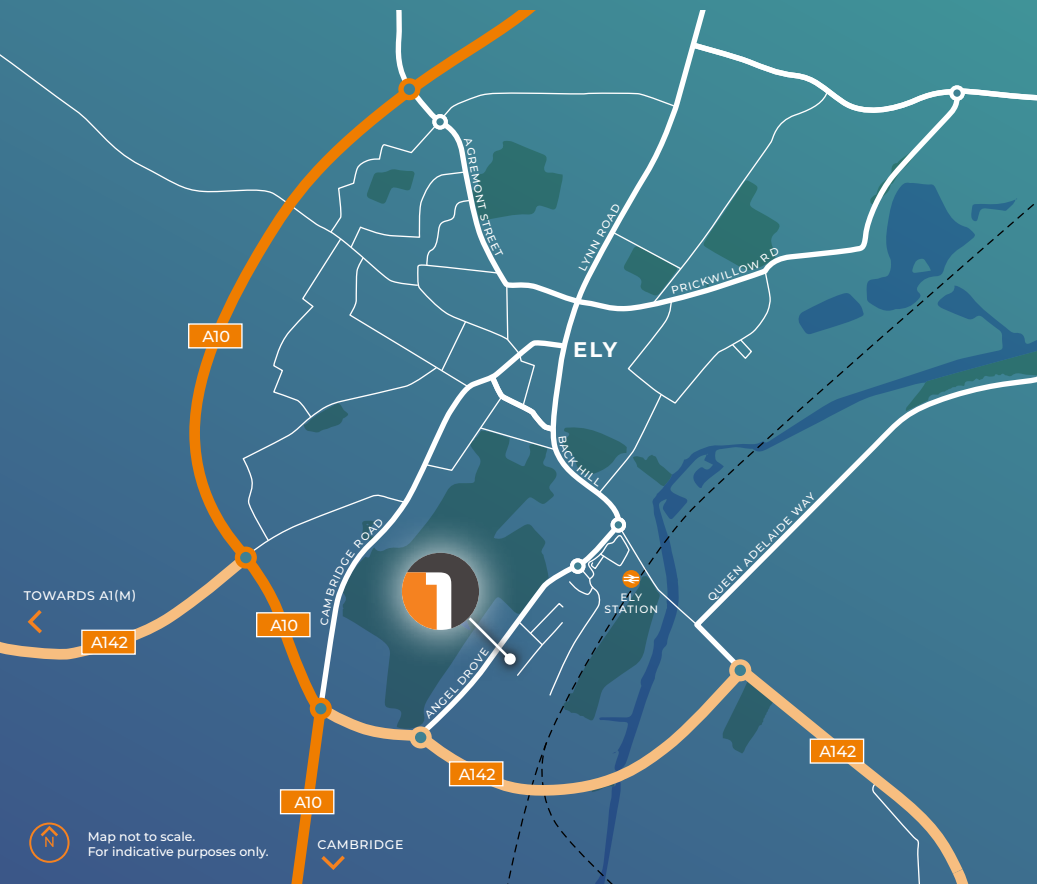 AGREMONT STREET
LYNN ROAD
PRICKWILLOW RD
A10
ELY
BACK HILL
CAMBRIDGE ROAD
QUEEN ADELAIDE WAY
1
ELY
STATION
TOWARDS A1(M)
A142
A10
ANGEL DROVE
A142
A142
A10
N
Map not to scale.
For indicative purposes only.
CAMBRIDGE